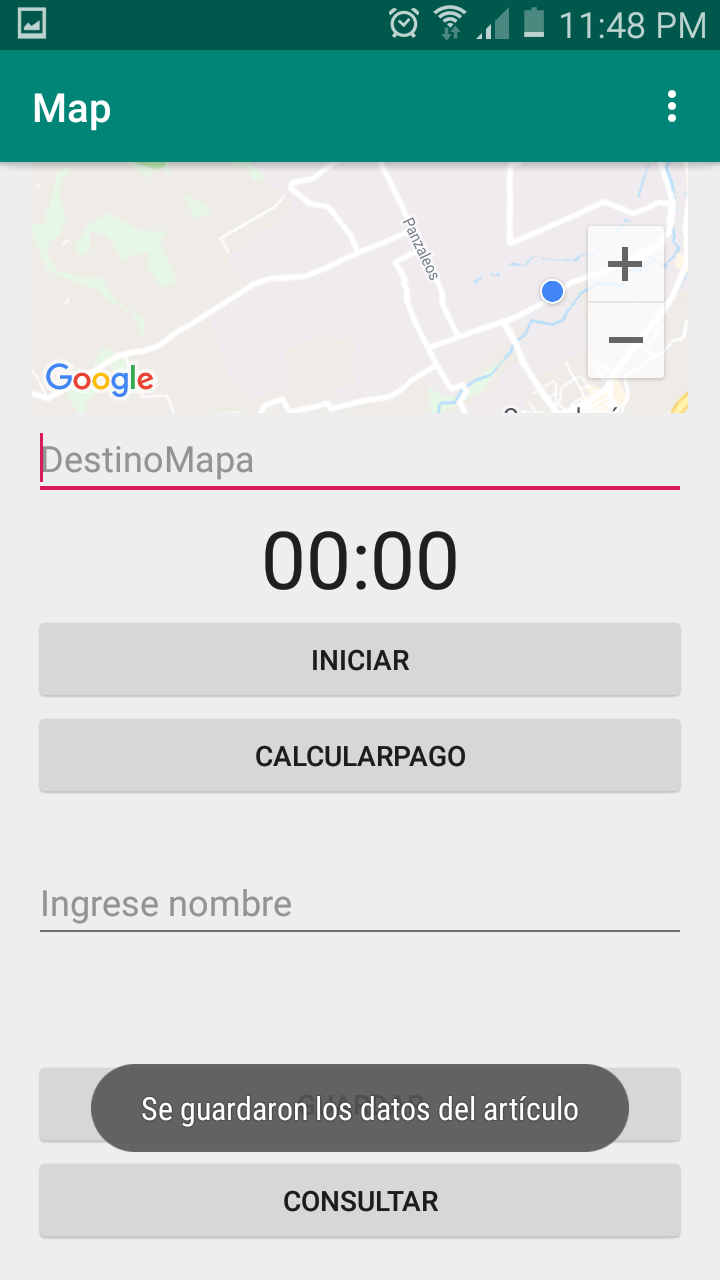 11:48 PM
Map
Panzaleos
Google
DestinoMapa
00:00
INICIAR
CALCULARPAGO
Ingrese nombre
GUARDAR
Se guardaron los datos del artículo
CONSULTAR